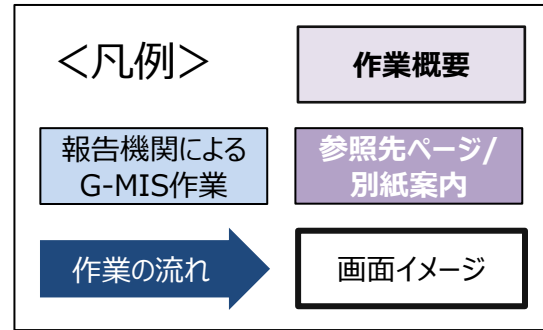 ＜凡例＞
作業概要
報告機関による
G-MIS作業
参照先ページ/
別紙案内
作業の流れ
画面イメージ